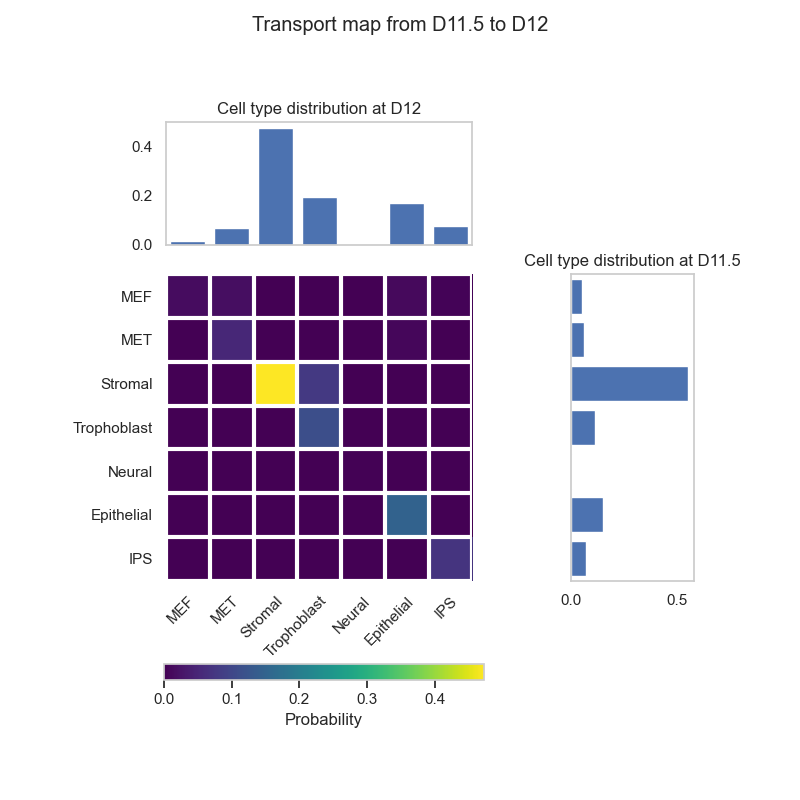 Transport map from D11.5 to D12
Cell type distribution at D12
0.4
0.2
0.0
Cell type distribution at D11.5
MEF
MET
Stromal
Trophoblast
Neural
Epithelial
IPS
0.0 0.5
MEF MET Stromal Trophoblast Neural Epithelial IPS
0.0 0.1 0.2 0.3 0.4
Probability